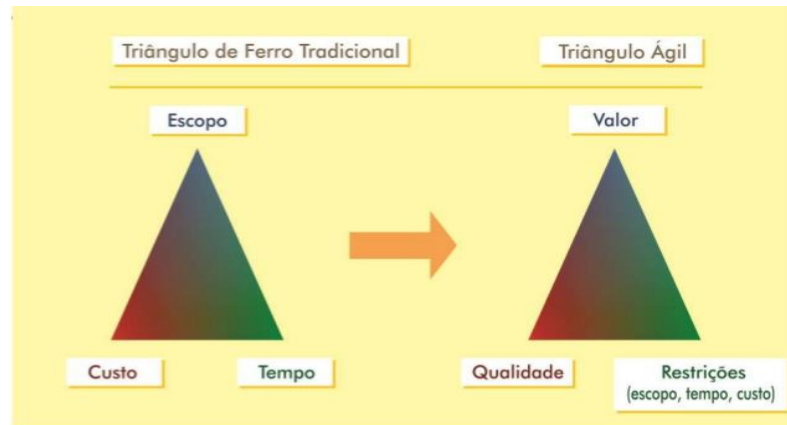 Triângulo de Ferro Tradicional
Triângulo Ágil
Escopo
Valor
Custo
Tempo
Qualidade
Restrições
(escopo, tempo, custo)